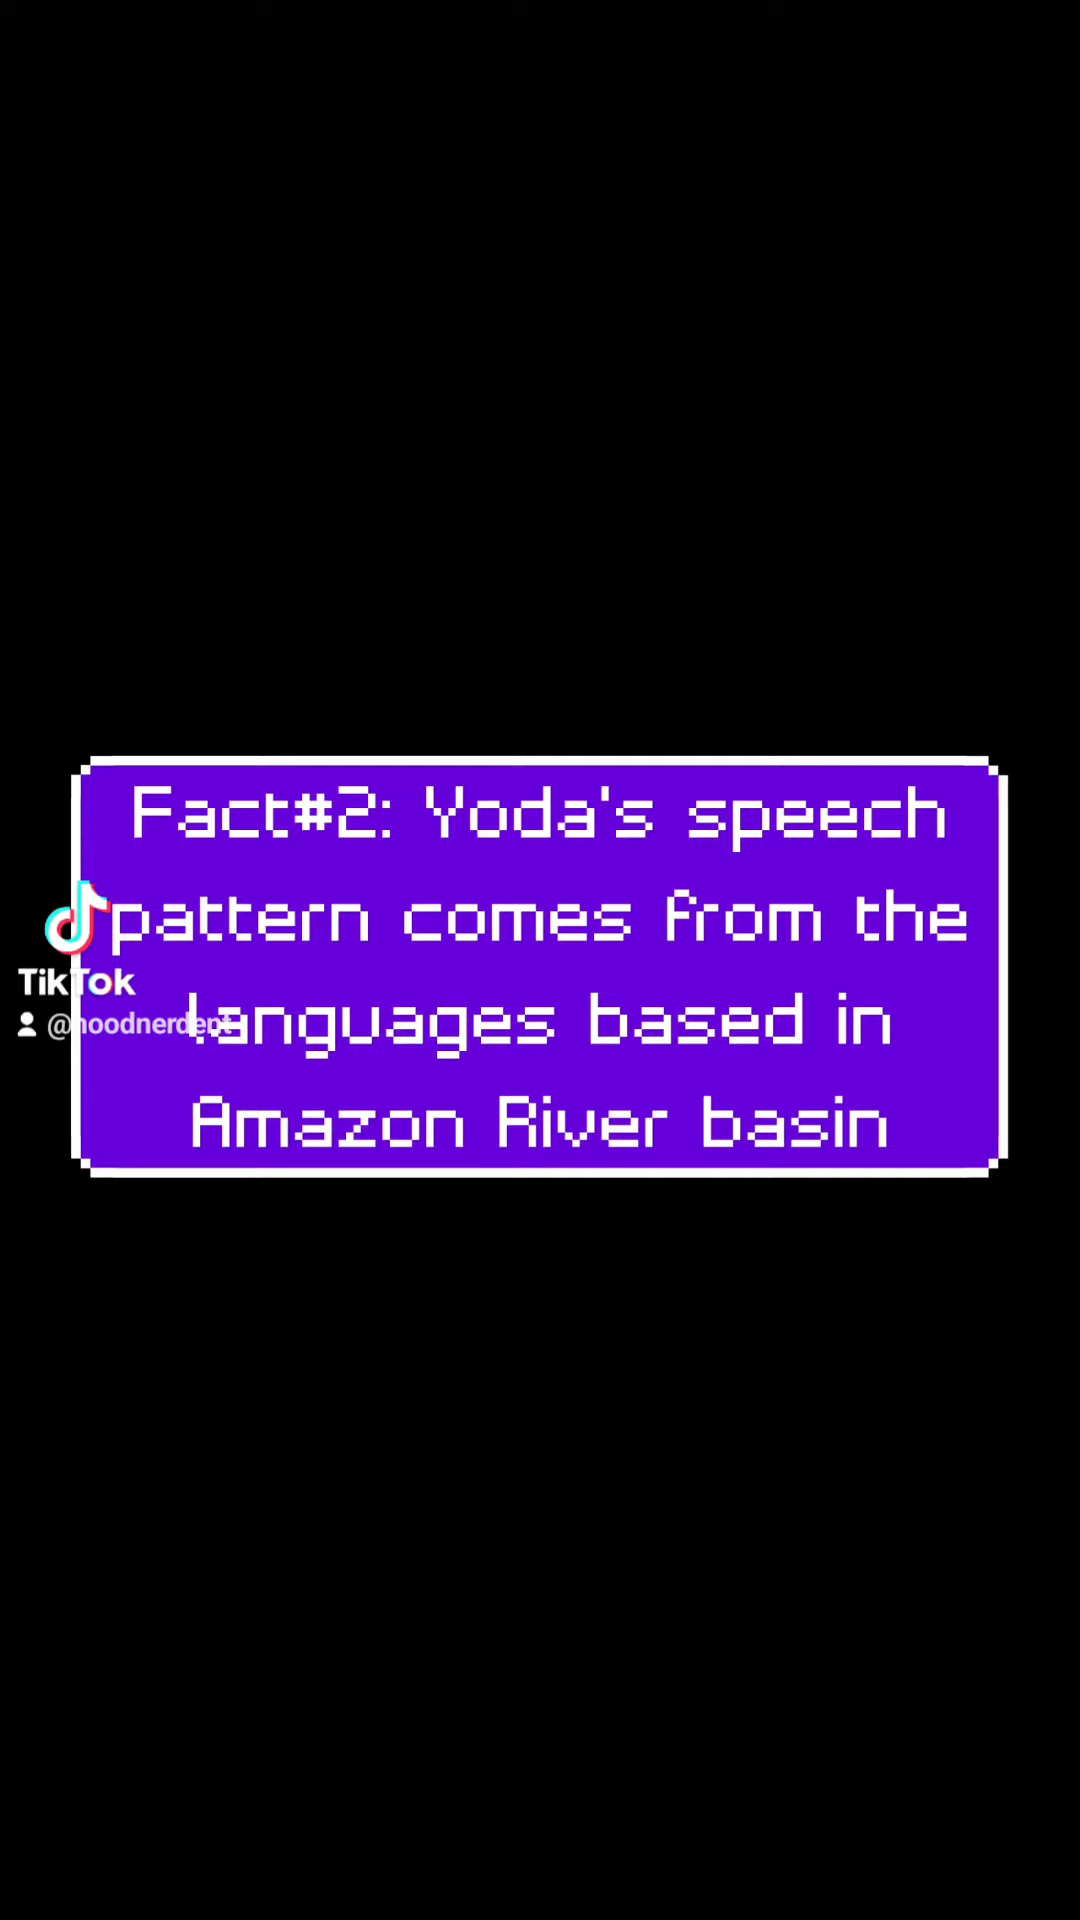 Fact#2: Yoda's speech
pattern comes from the
languages based in
Amazon River basin
TikTok